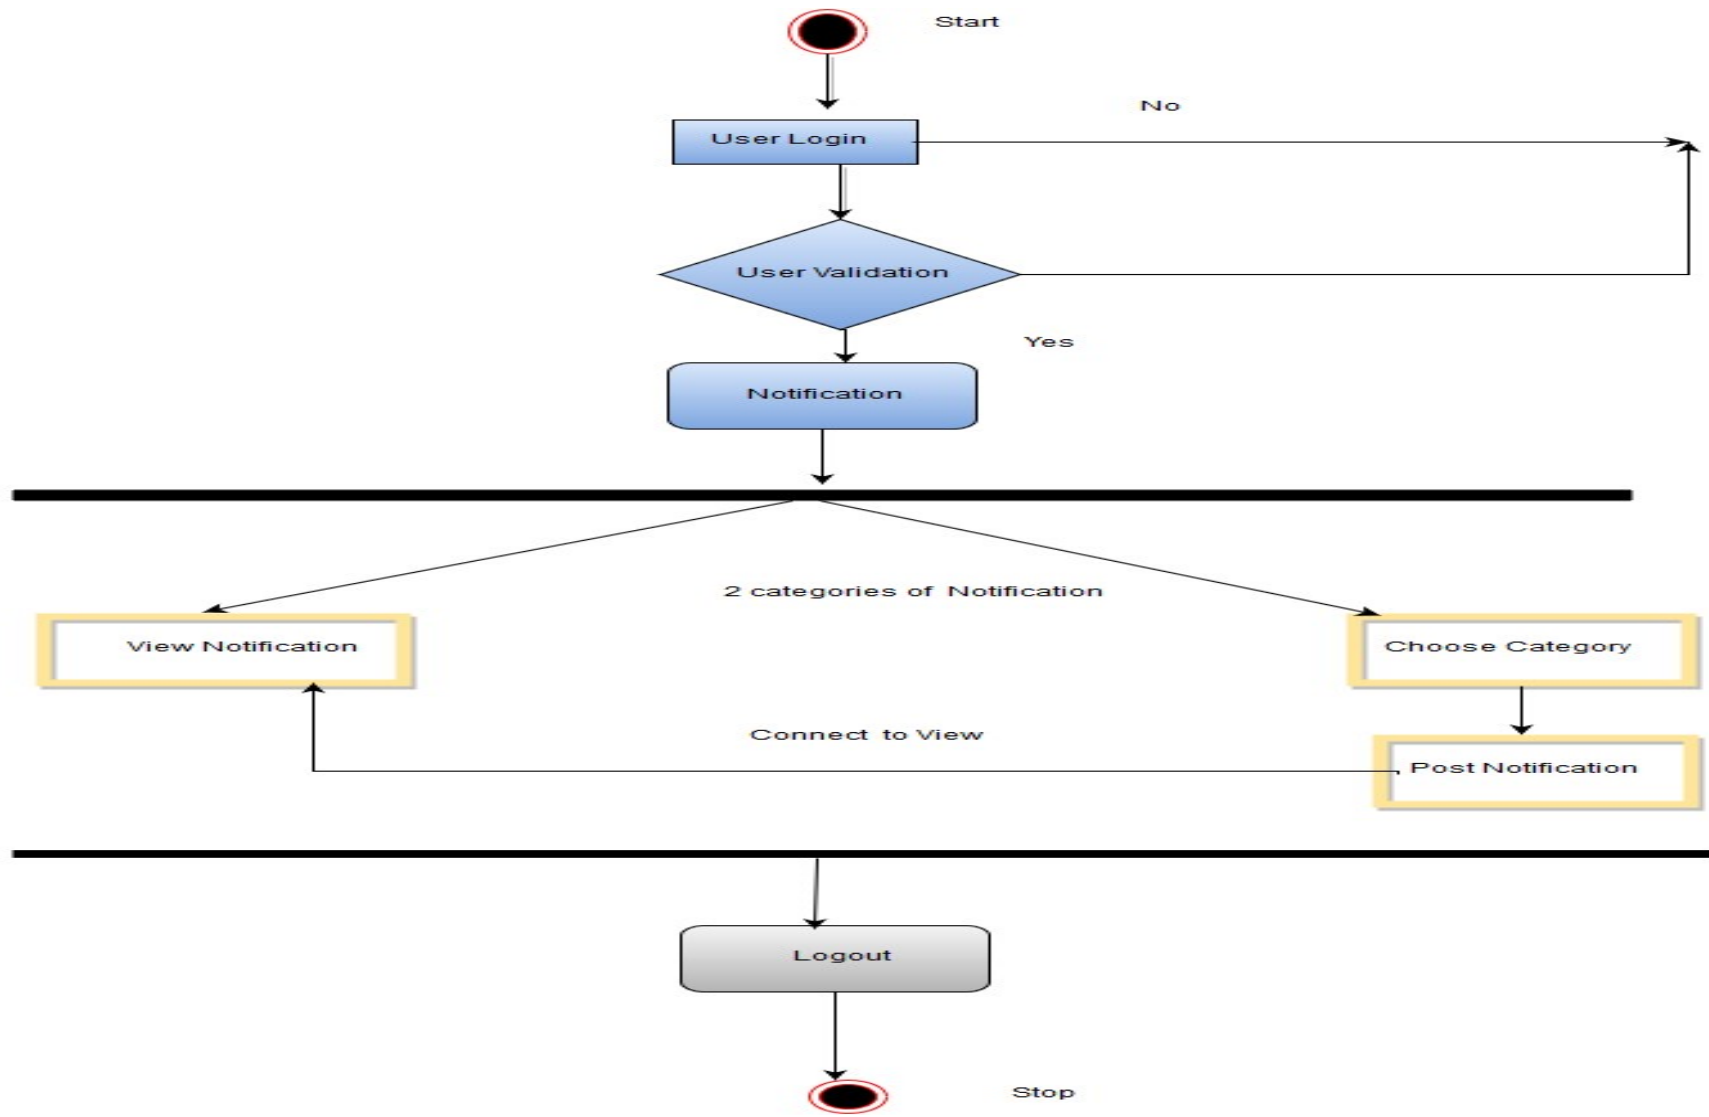 Start
No
User Login
User Validation
Yes
Notification
2 categories of Notification
View Notification
Choose Category
Connect to View
Post Notification
Logout
Stop